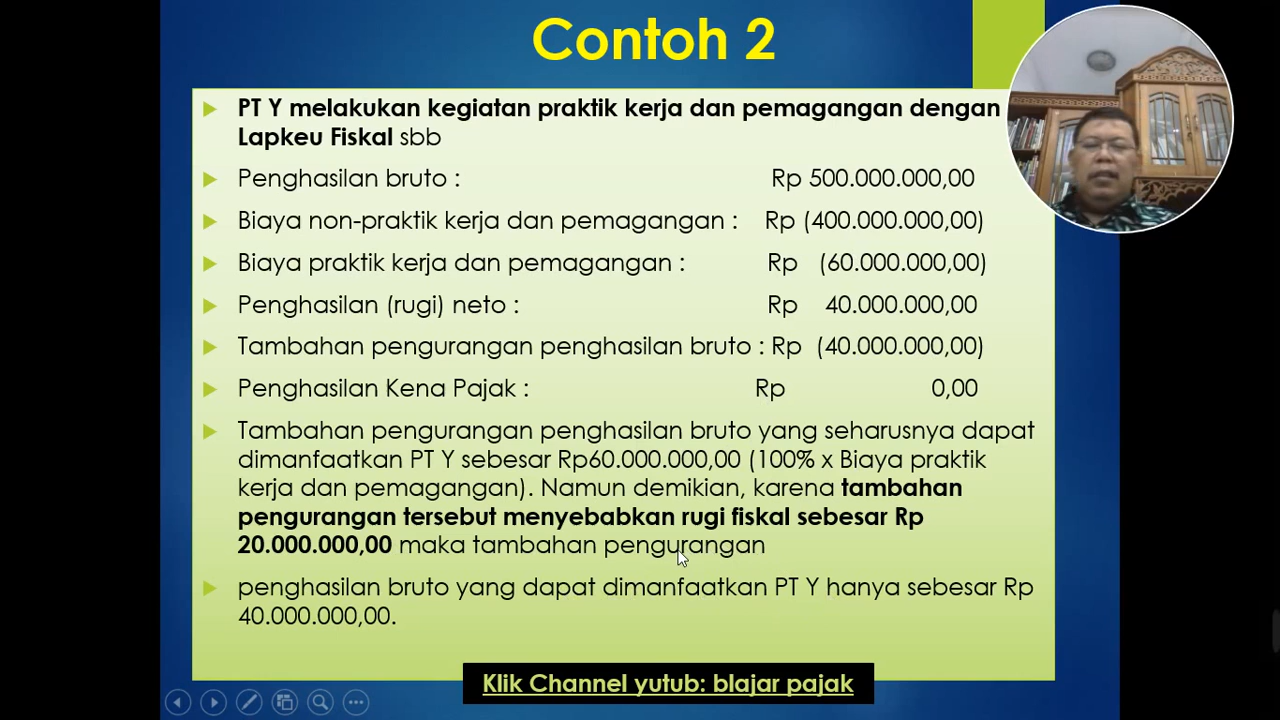 Contoh 2
PT Y melakukan kegiatan praktik kerja dan pemagangan dengan
Lapkeu Fiskal sbb
Penghasilan bruto : Rp 500.000.000,00
Biaya non-praktik kerja dan pemagangan : Rp (400.000.000,00)
Biaya praktik kerja dan pemagangan : Rp (60.000.000,00)
Penghasilan (rugi) neto : Rp 40.000.000,00
Tambahan pengurangan penghasilan bruto : Rp (40.000.000,00)
Penghasilan Kena Pajak : Rp 0,00
Tambahan pengurangan penghasilan bruto yang seharusnya dapat
dimanfaatkan PT Y sebesar Rp60.000.000,00 (100% x Biaya praktik
kerja dan pemagangan). Namun demikian, karena tambahan
pengurangan tersebut menyebabkan rugi fiskal sebesar Rp
20.000.000,00 maka tambahan pengurangan
penghasilan bruto yang dapat dimanfaatkan PT Y hanya sebesar Rp
40.000.000,00.
Klik Channel yutub: blajar pajak